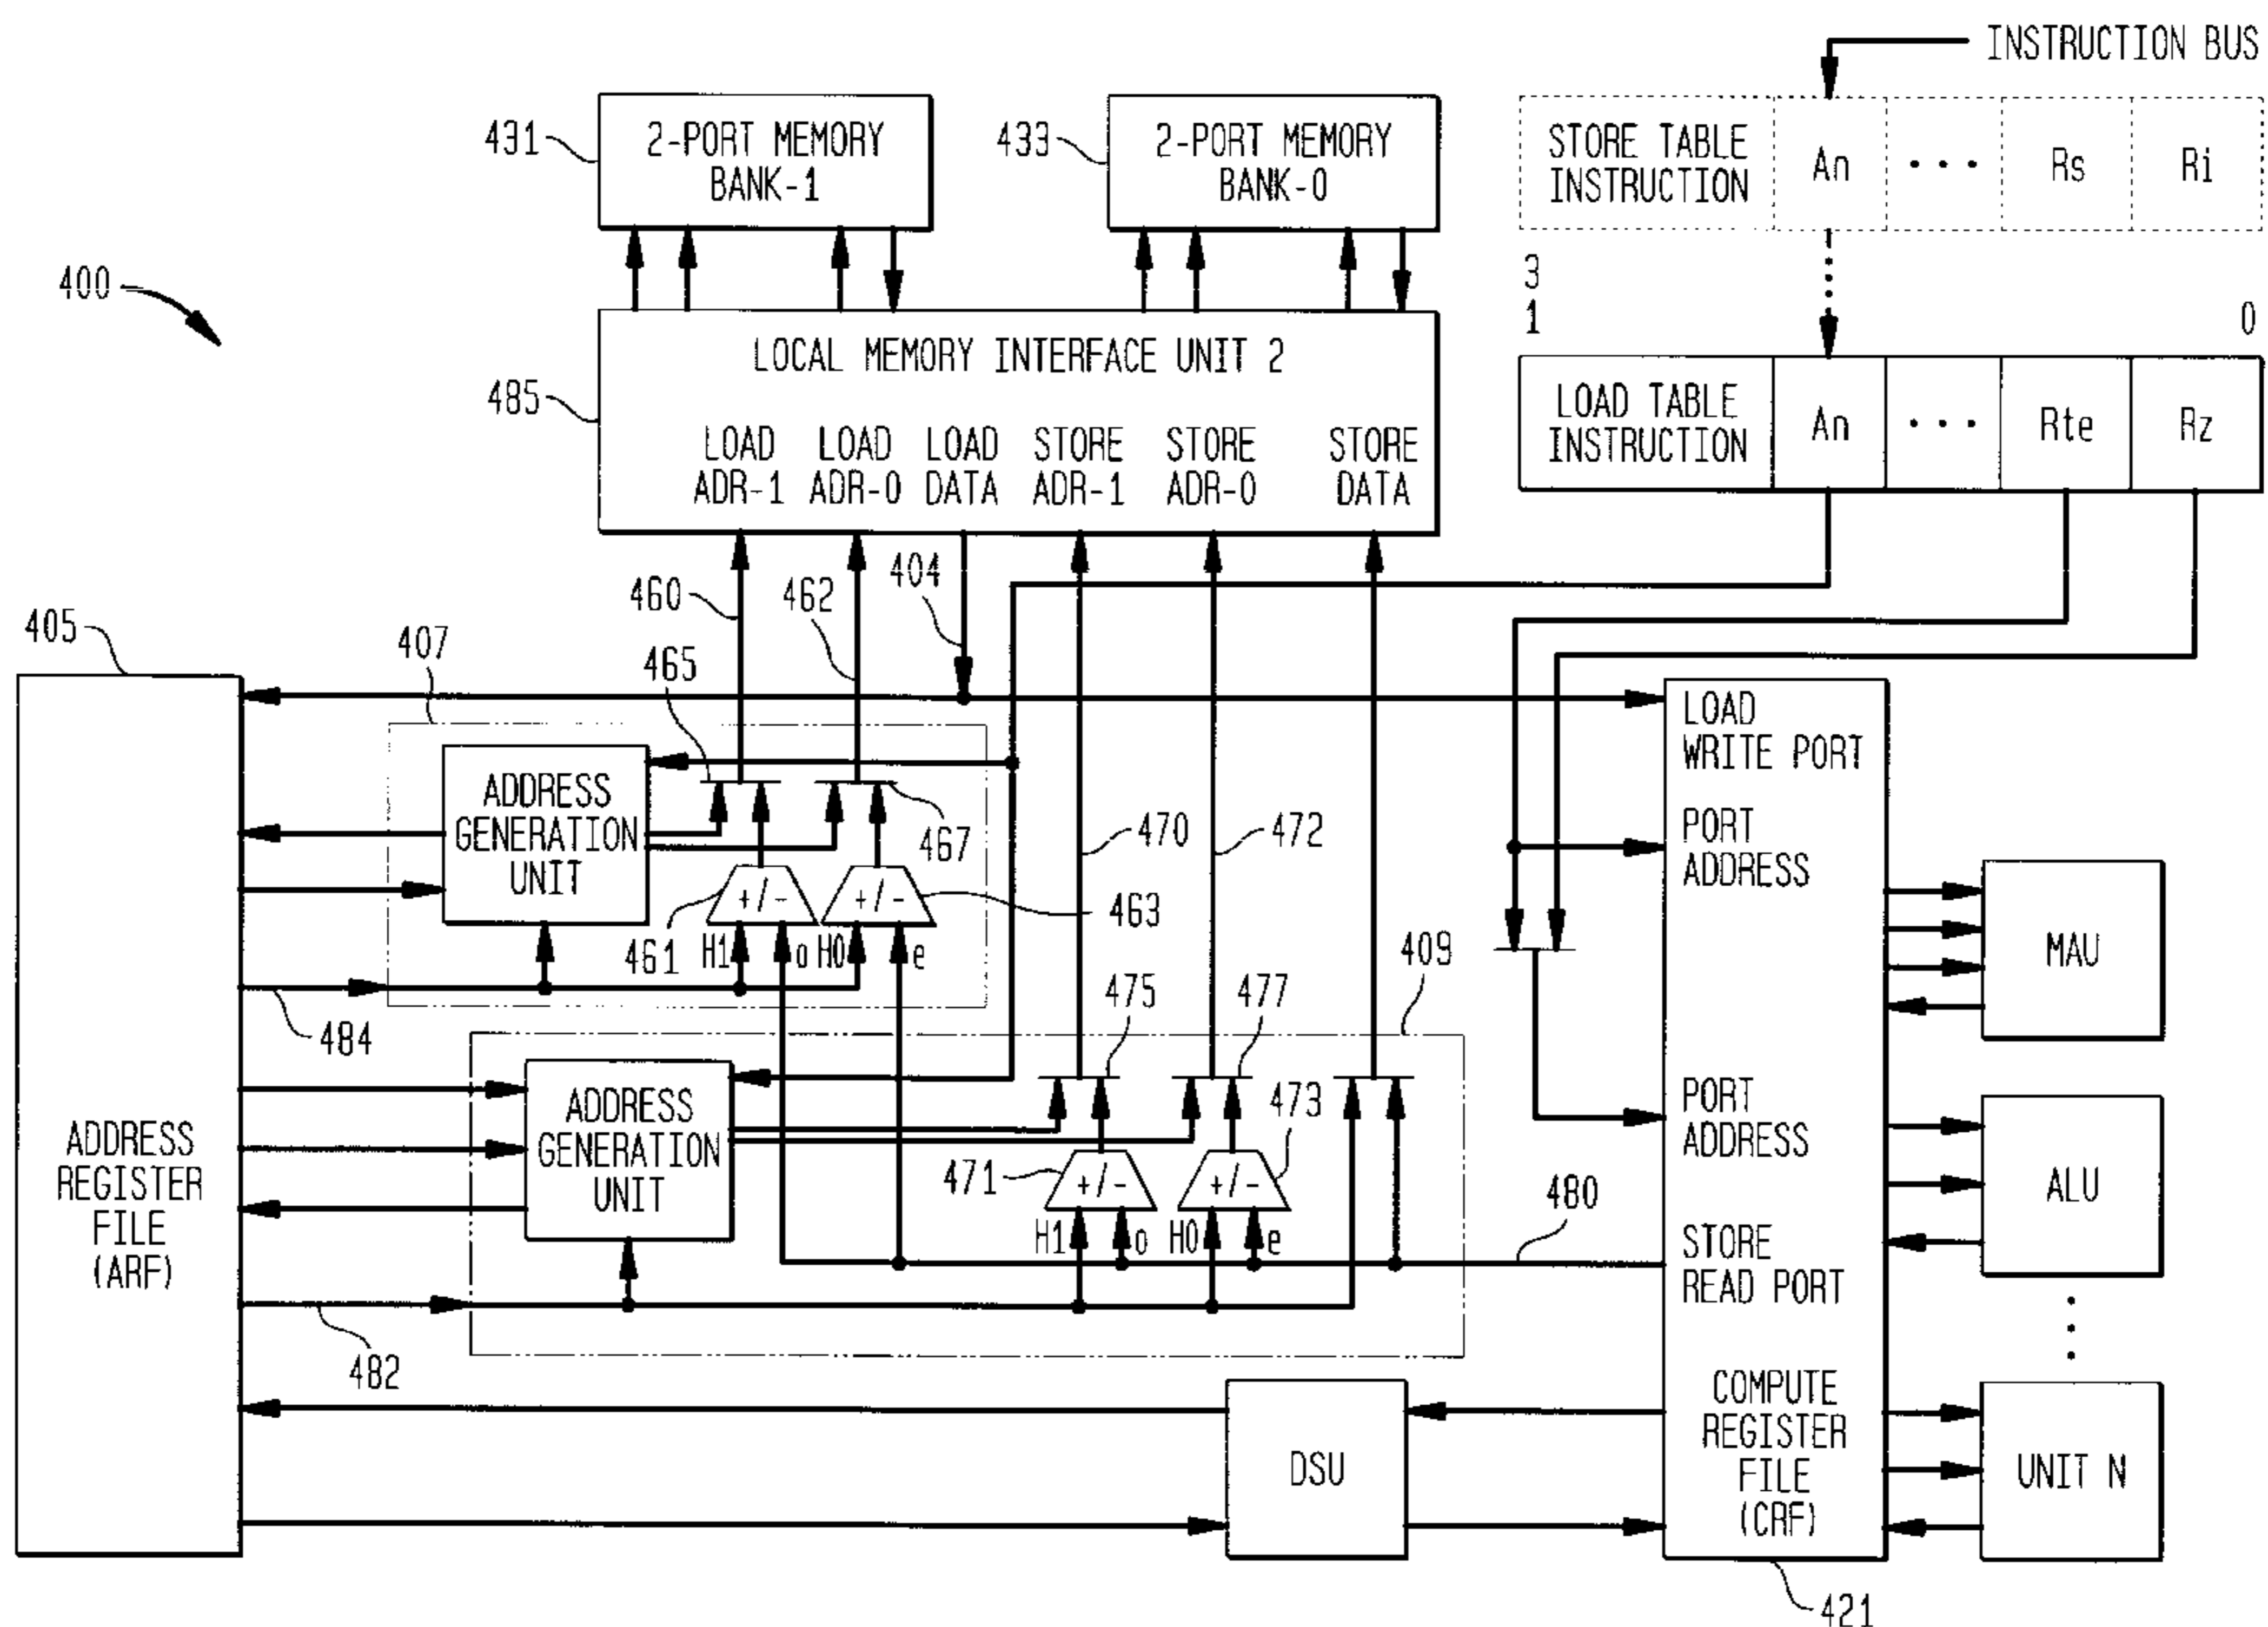 INSTRUCTION BUS
431
2-PORT MEMORY
BANK-1
433
2-PORT MEMORY
BANK-0
STORE TABLE
INSTRUCTION
An
• • •
Rs
Ri
400
3
1
0
LOCAL MEMORY INTERFACE UNIT 2
485
LOAD
ADR-1
LOAD
ADR-0
LOAD
DATA
STORE
ADR-1
STORE
ADR-0
STORE
DATA
LOAD TABLE
INSTRUCTION
An
• • •
Rte
Rz
460
462
404
405
407
465
ADDRESS
GENERATION
UNIT
467
+/-
+/-
461
463
H1
o
H0
e
484
470
472
LOAD
WRITE PORT
PORT
ADDRESS
MAU
409
475
477
ADDRESS
GENERATION
UNIT
471
+/-
+/-
473
H1
o
H0
e
480
482
PORT
ADDRESS
STORE
READ PORT
ALU
ADDRESS
REGISTER
FILE
(ARF)
DSU
COMPUTE
REGISTER
FILE
(CRF)
UNIT N
421